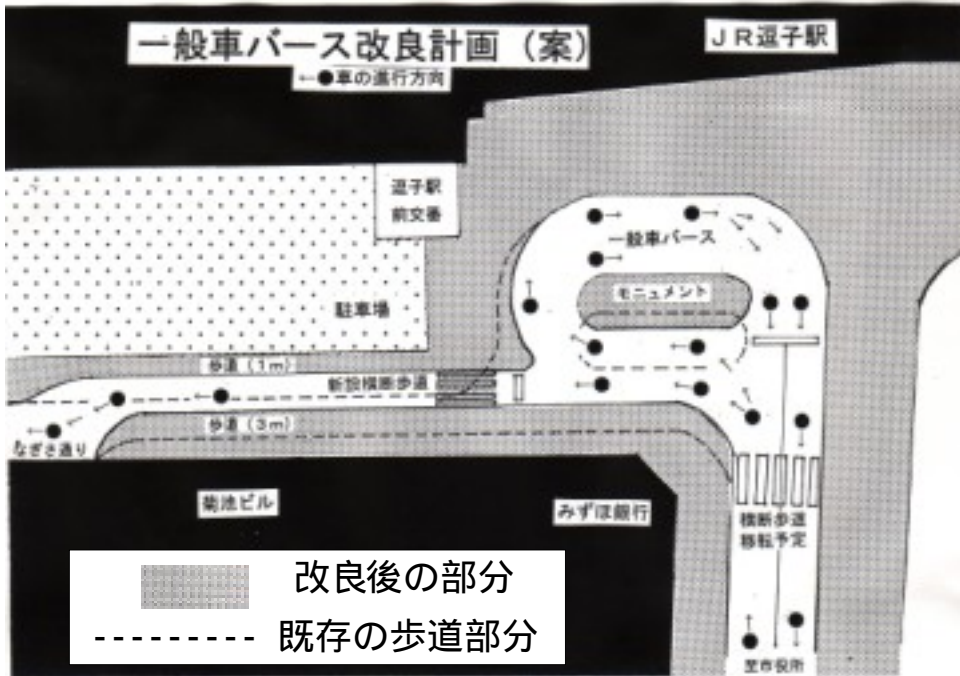 一般車バース改良計画（案）
ＪＲ逗子駅
←●車の進行方向
逗子駅
前交番
一般車バース
モニュメント
駐車場
歩道（1m）
新設横断歩道
歩道（3m）
なぎさ通り
菊池ビル
みずほ銀行
横断歩道
移転予定
改良後の部分
既存の歩道部分
至市役所